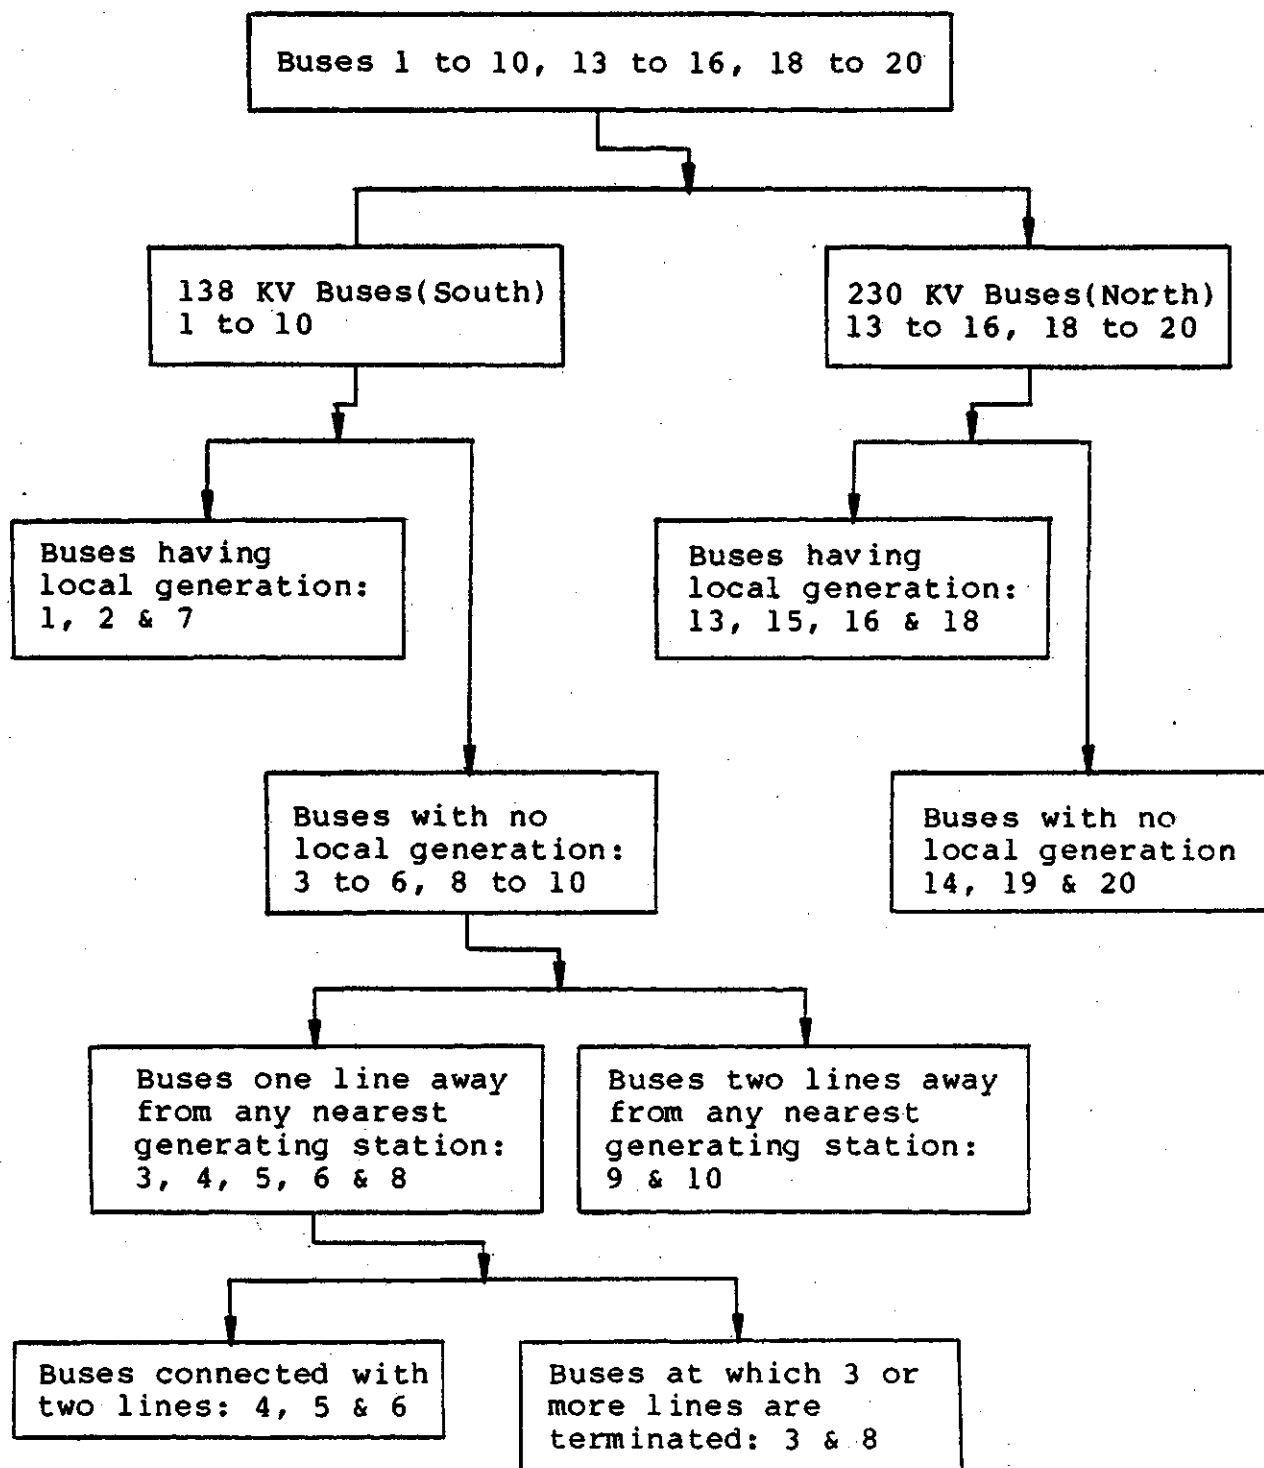 Buses 1 to 10, 13 to 16, 18 to 20
138 KV Buses(South)
1 to 10
230 KV Buses(North)
13 to 16, 18 to 20
Buses having
local generation:
1, 2 & 7
Buses having
local generation:
13, 15, 16 & 18
Buses with no
local generation:
3 to 6, 8 to 10
Buses with no
local generation
14, 19 & 20
Buses one line away
from any nearest
generating station:
3, 4, 5, 6 & 8
Buses two lines away
from any nearest
generating station:
9 & 10
Buses connected with
two lines: 4, 5 & 6
Buses at which 3 or
more lines are
terminated: 3 & 8